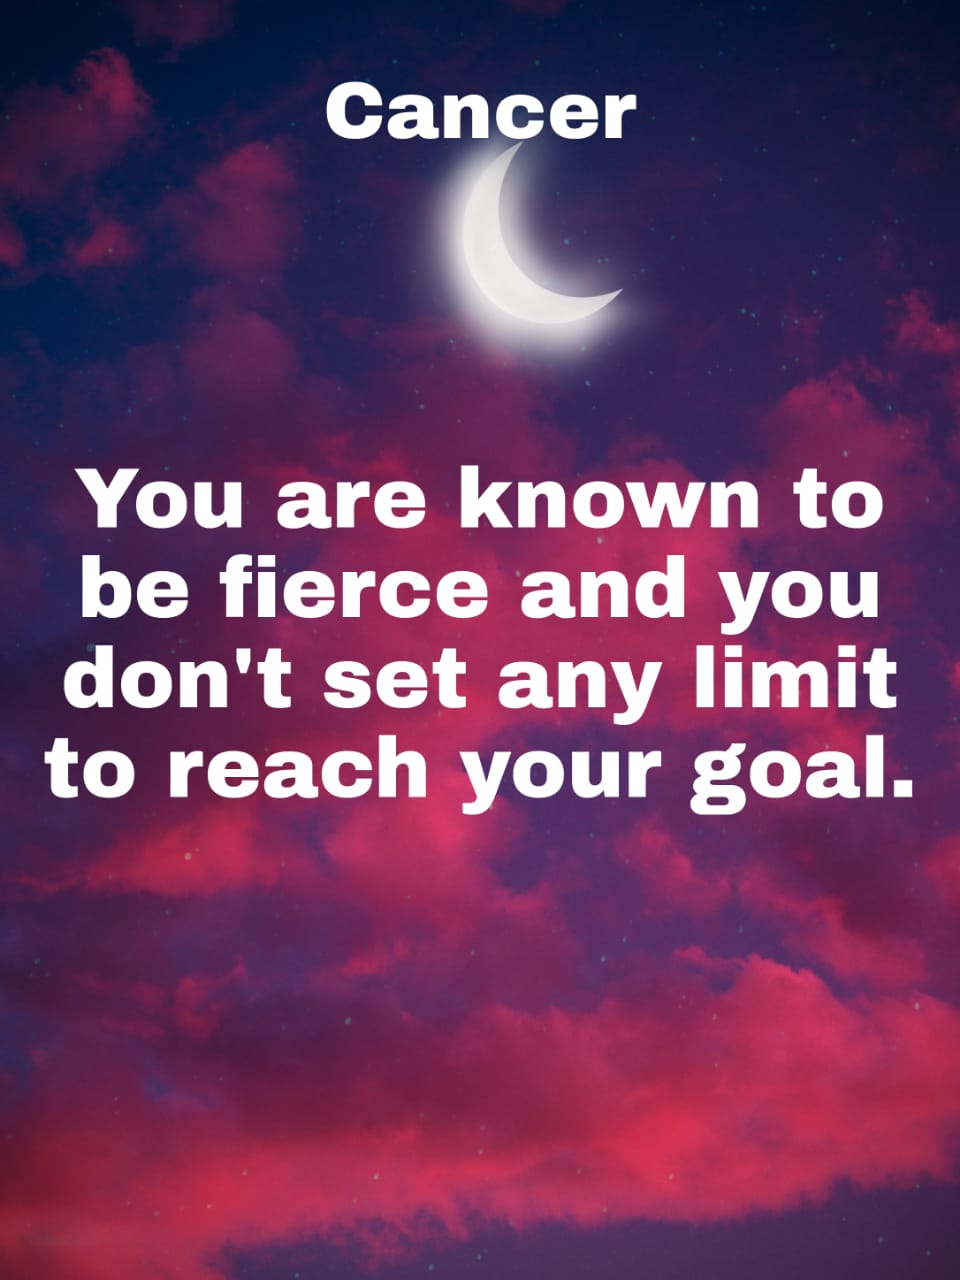 Cancer
You are known to
be fierce and you
don't set any limit
to reach your goal.